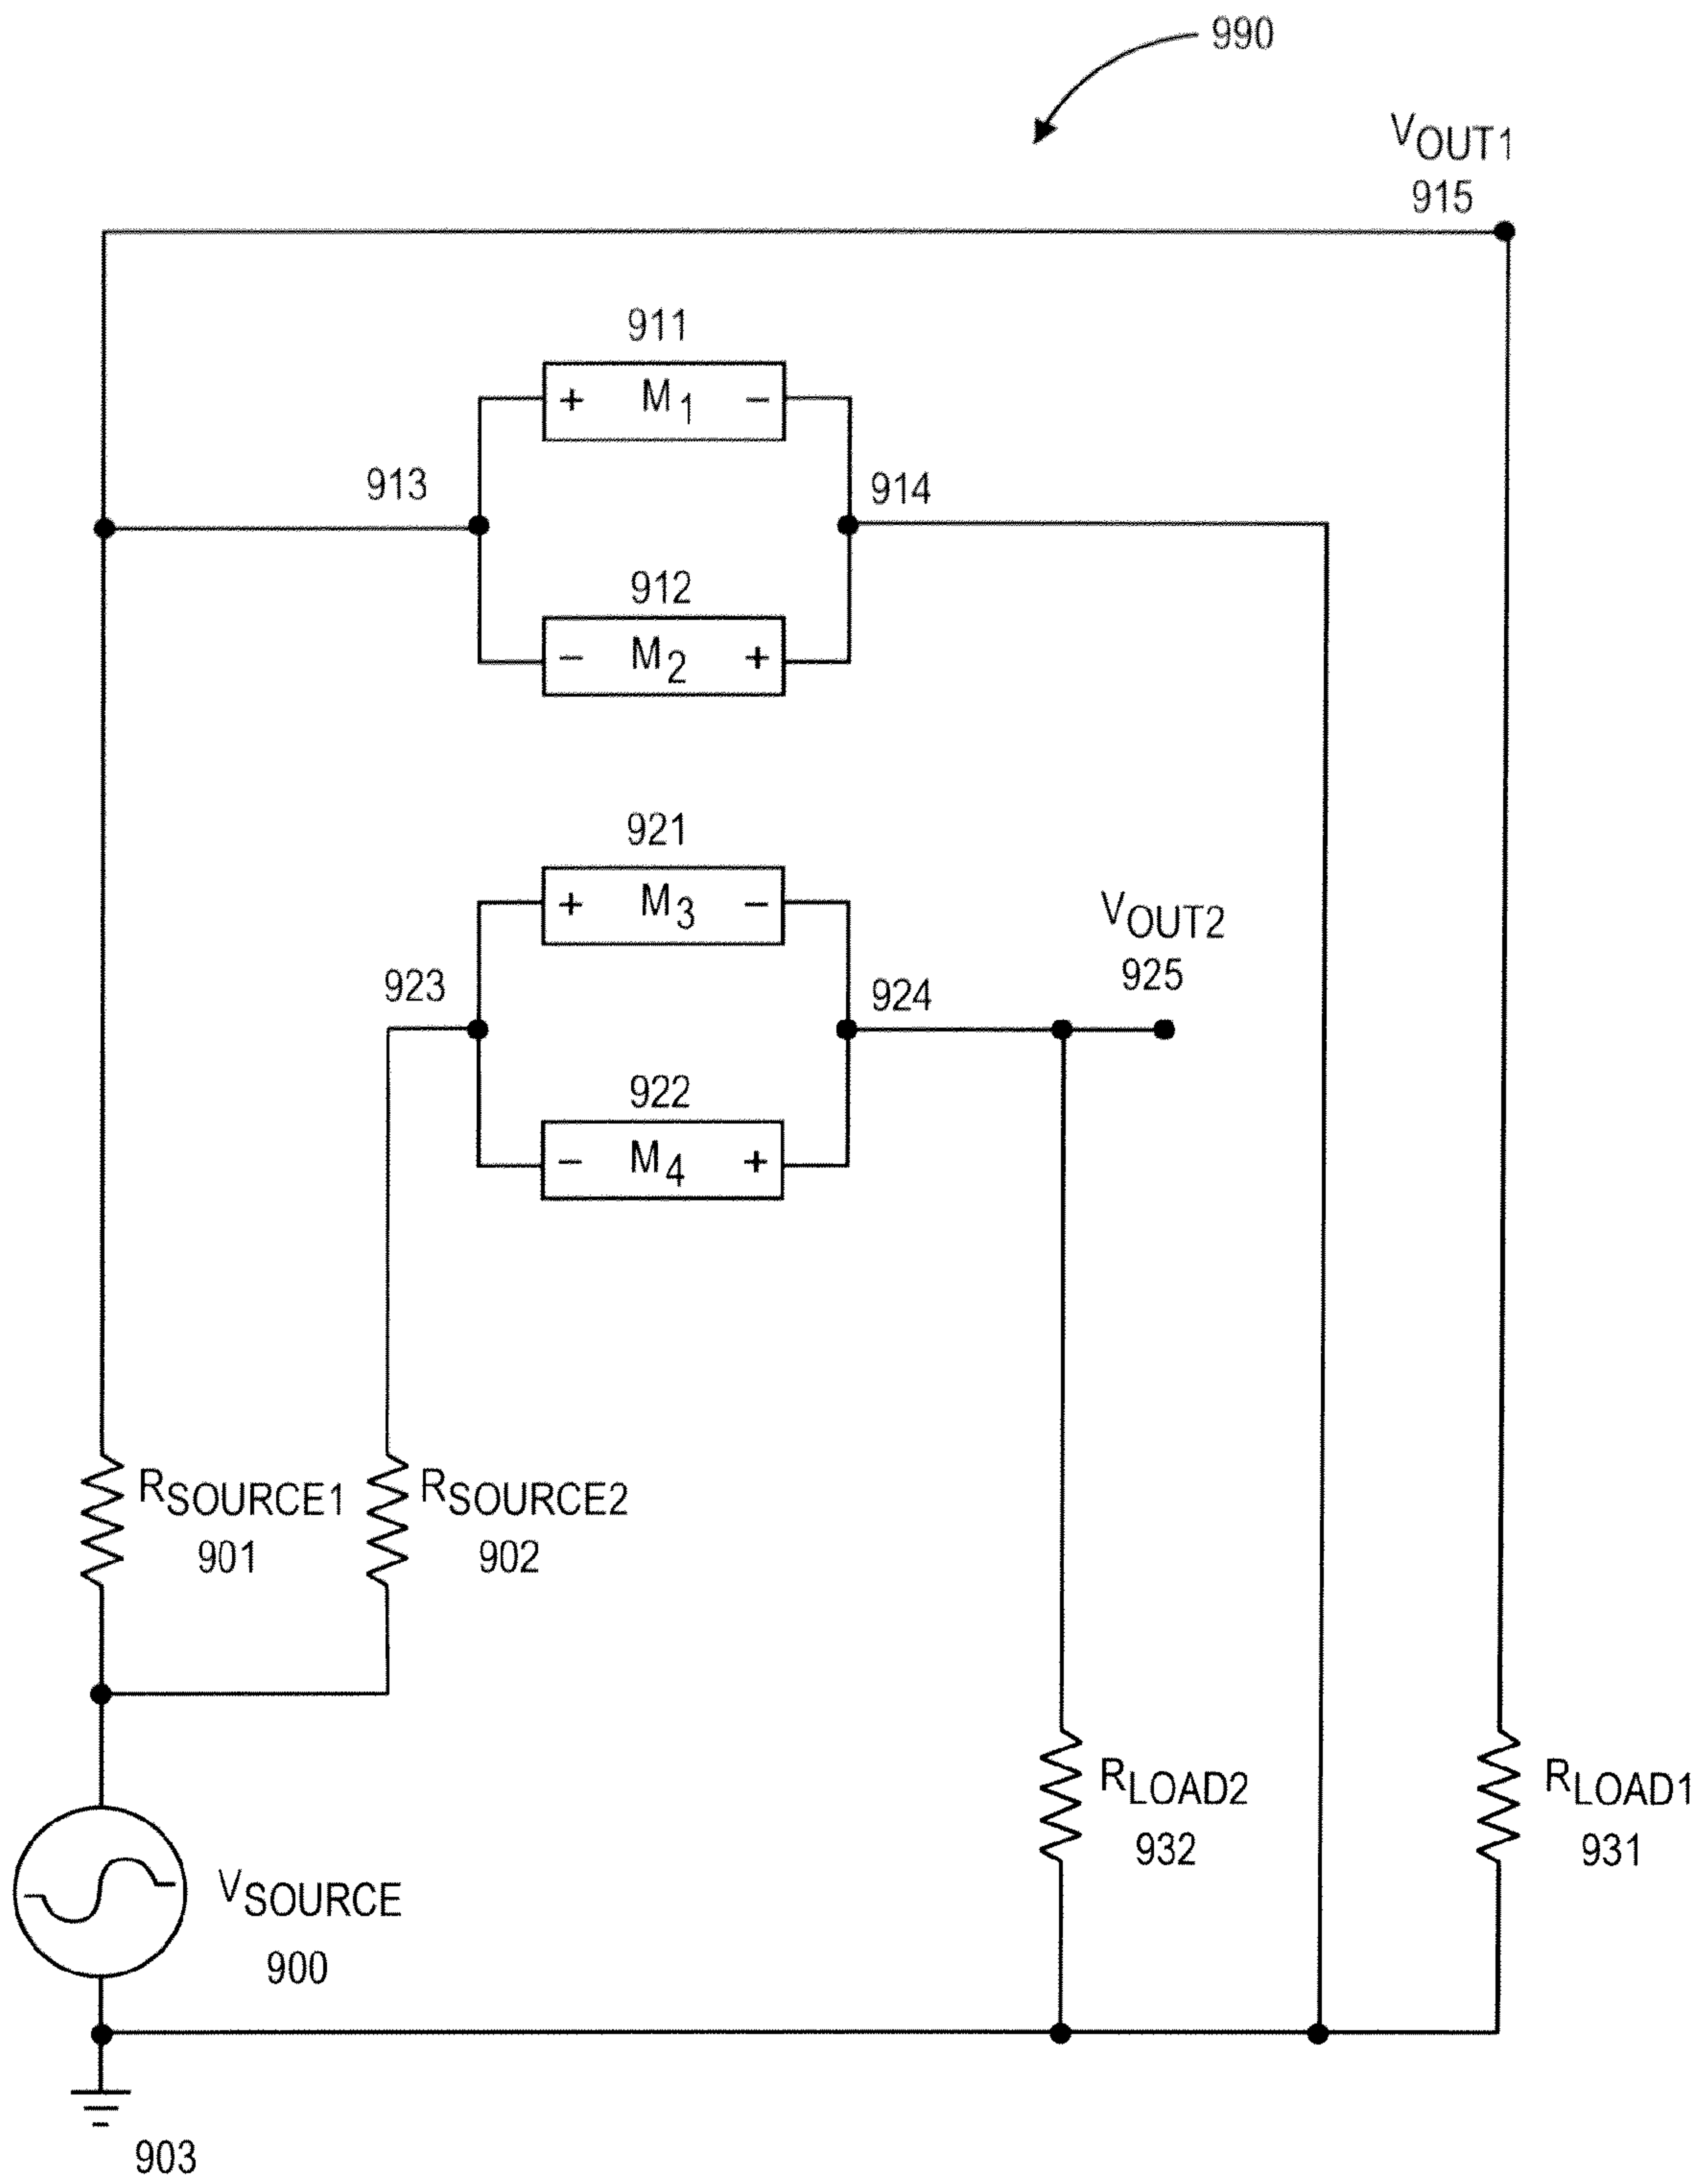 990
VOUT1
915
911
+ M1 −
913
914
912
− M2 +
921
+ M3 −
VOUT2
925
923
924
922
− M4 +
RSOURCE1
901
RSOURCE2
902
RLOAD2
932
RLOAD1
931
VSOURCE
900
903